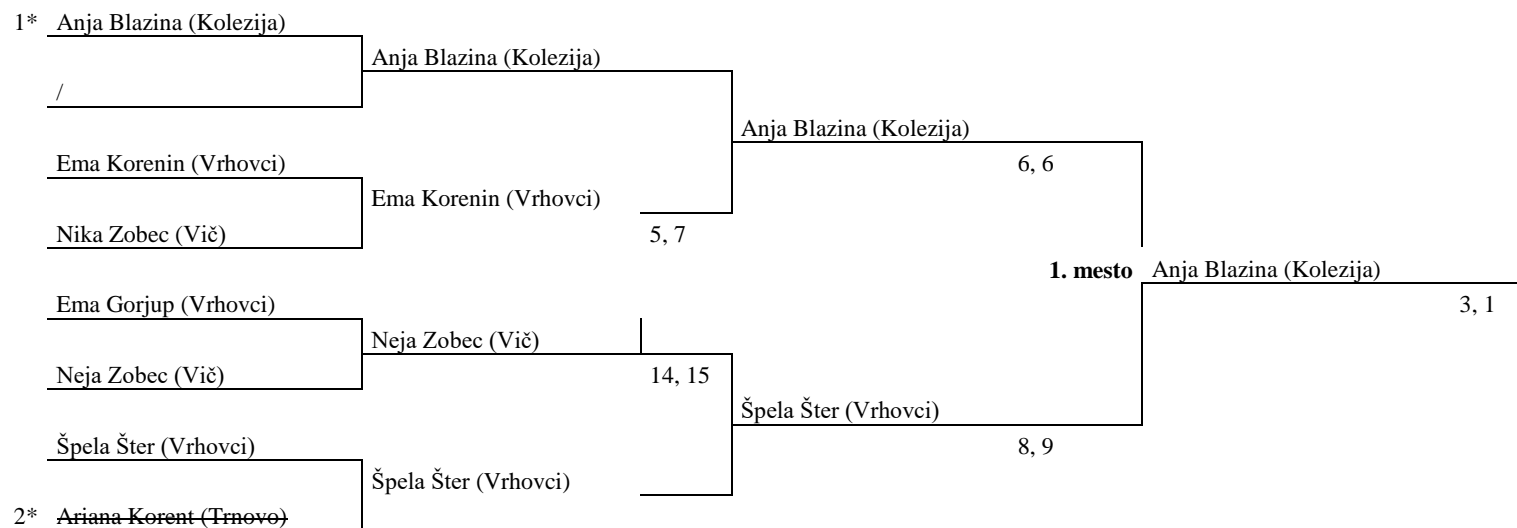 1* Anja Blazina (Kolezija)
Anja Blazina (Kolezija)
/
Anja Blazina (Kolezija)
Ema Korenin (Vrhovci)
6, 6
Ema Korenin (Vrhovci)
Nika Zobec (Vič)
5, 7
1. mesto Anja Blazina (Kolezija)
Ema Gorjup (Vrhovci)
3, 1
Neja Zobec (Vič)
Neja Zobec (Vič)
14, 15
Špela Šter (Vrhovci)
Špela Šter (Vrhovci)
8, 9
Špela Šter (Vrhovci)
2* Ariana Korent (Trnovo)